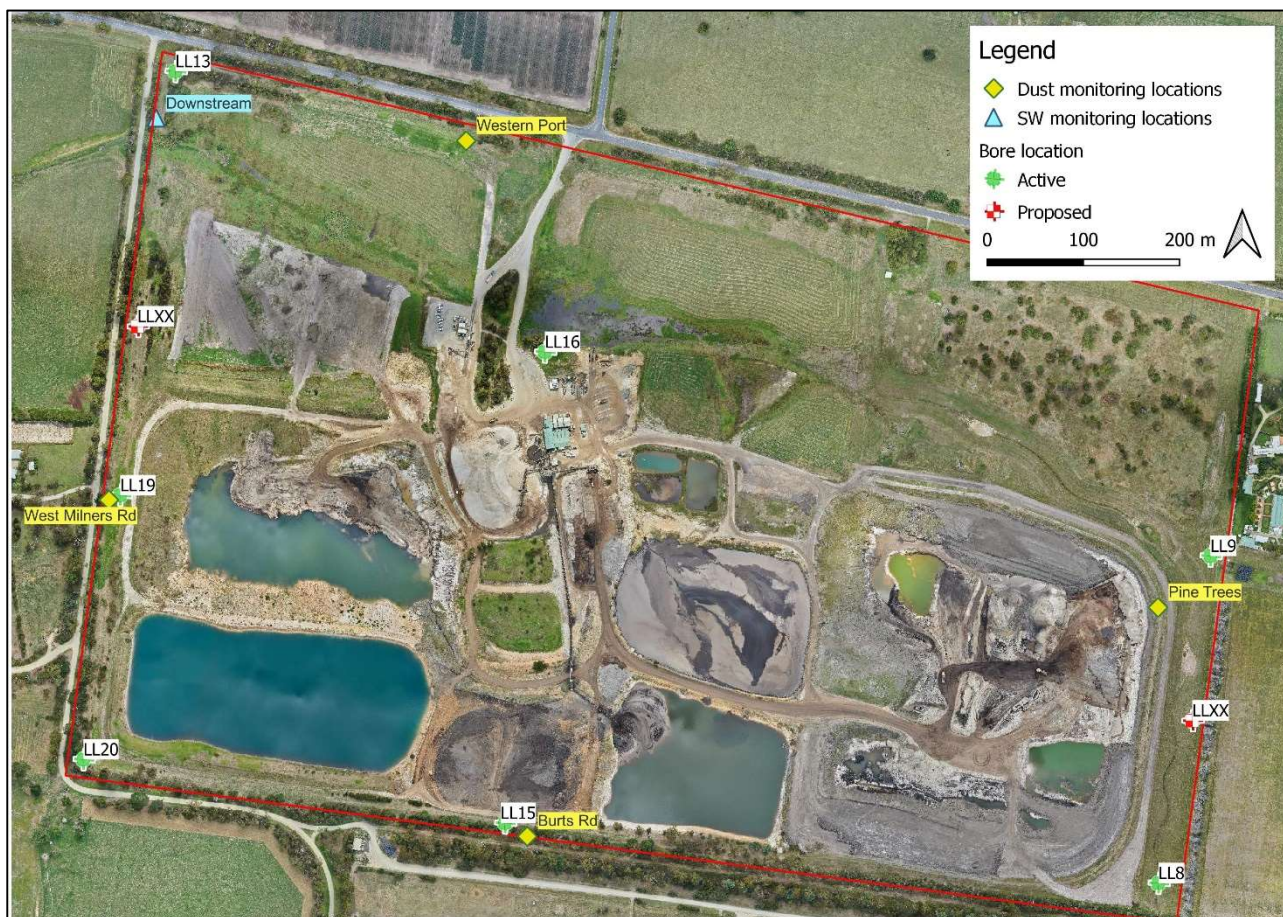 Legend
Dust monitoring locations
SW monitoring locations
Bore location
Active
Proposed
0 100 200 m
LL13
Downstream
Western Port
LLXX
LL16
LL19
West Milners Rd
LL9
Pine Trees
LLXX
LL20
LL15
Burts Rd
LL8